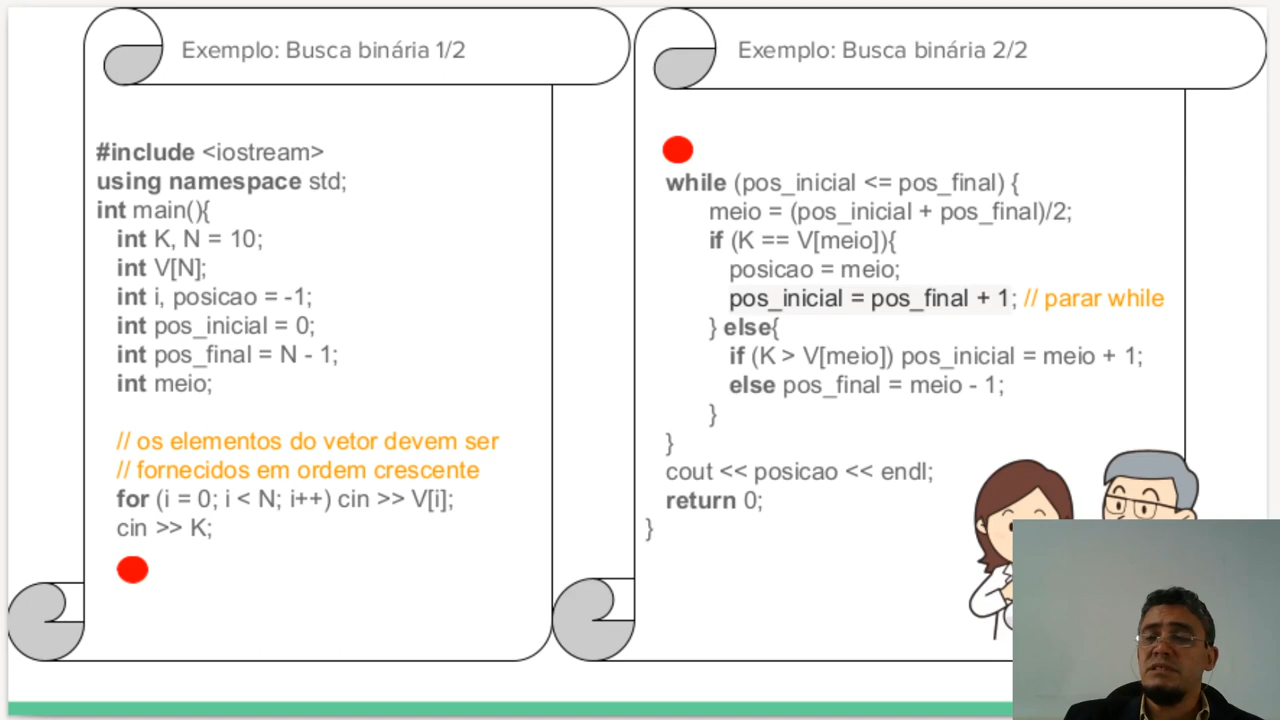 Exemplo: Busca binária 1/2
#include <iostream>
using namespace std;
int main(){
int K, N = 10;
int V[N];
int i, posicao = -1;
int pos_inicial = 0;
int pos_final = N - 1;
int meio;
// os elementos do vetor devem ser
// fornecidos em ordem crescente
for (i = 0; i < N; i++) cin >> V[i];
cin >> K;
Exemplo: Busca binária 2/2
while (pos_inicial <= pos_final) {
meio = (pos_inicial + pos_final)/2;
if (K == V[meio]){
posicao = meio;
pos_inicial = pos_final + 1; // parar while
} else{
if (K > V[meio]) pos_inicial = meio + 1;
else pos_final = meio - 1;
}
}
cout << posicao << endl;
return 0;
}